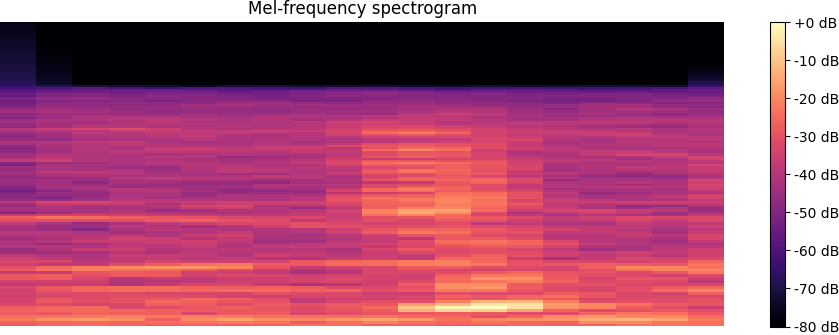 Mel-frequency spectrogram
+0 dB
-10 dB
-20 dB
-30 dB
-40 dB
-50 dB
-60 dB
-70 dB
-80 dB